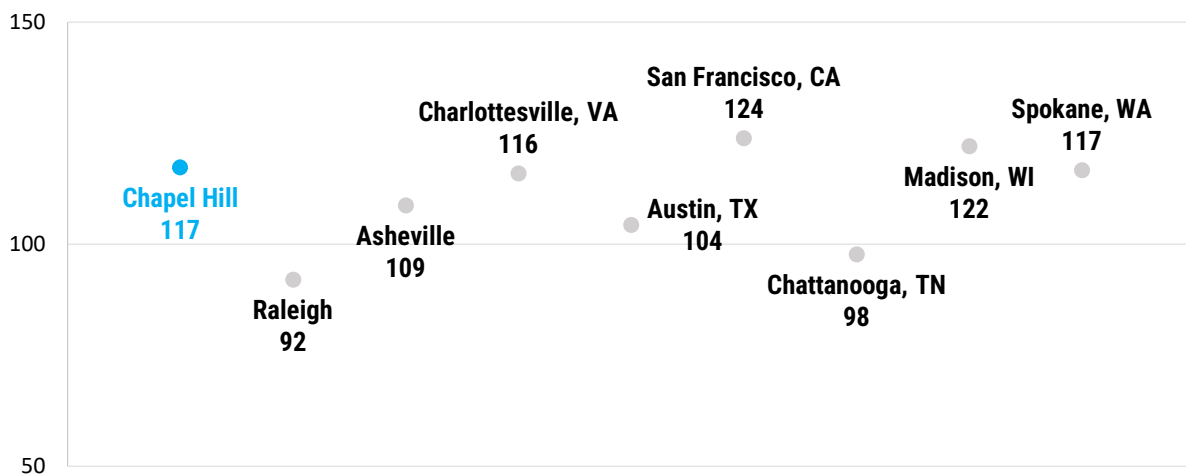 150
San Francisco, CA
124
Spokane, WA
117
Charlottesville, VA
116
Madison, WI
122
Chapel Hill
117
Austin, TX
104
Asheville
109
100
Chattanooga, TN
98
Raleigh
92
50